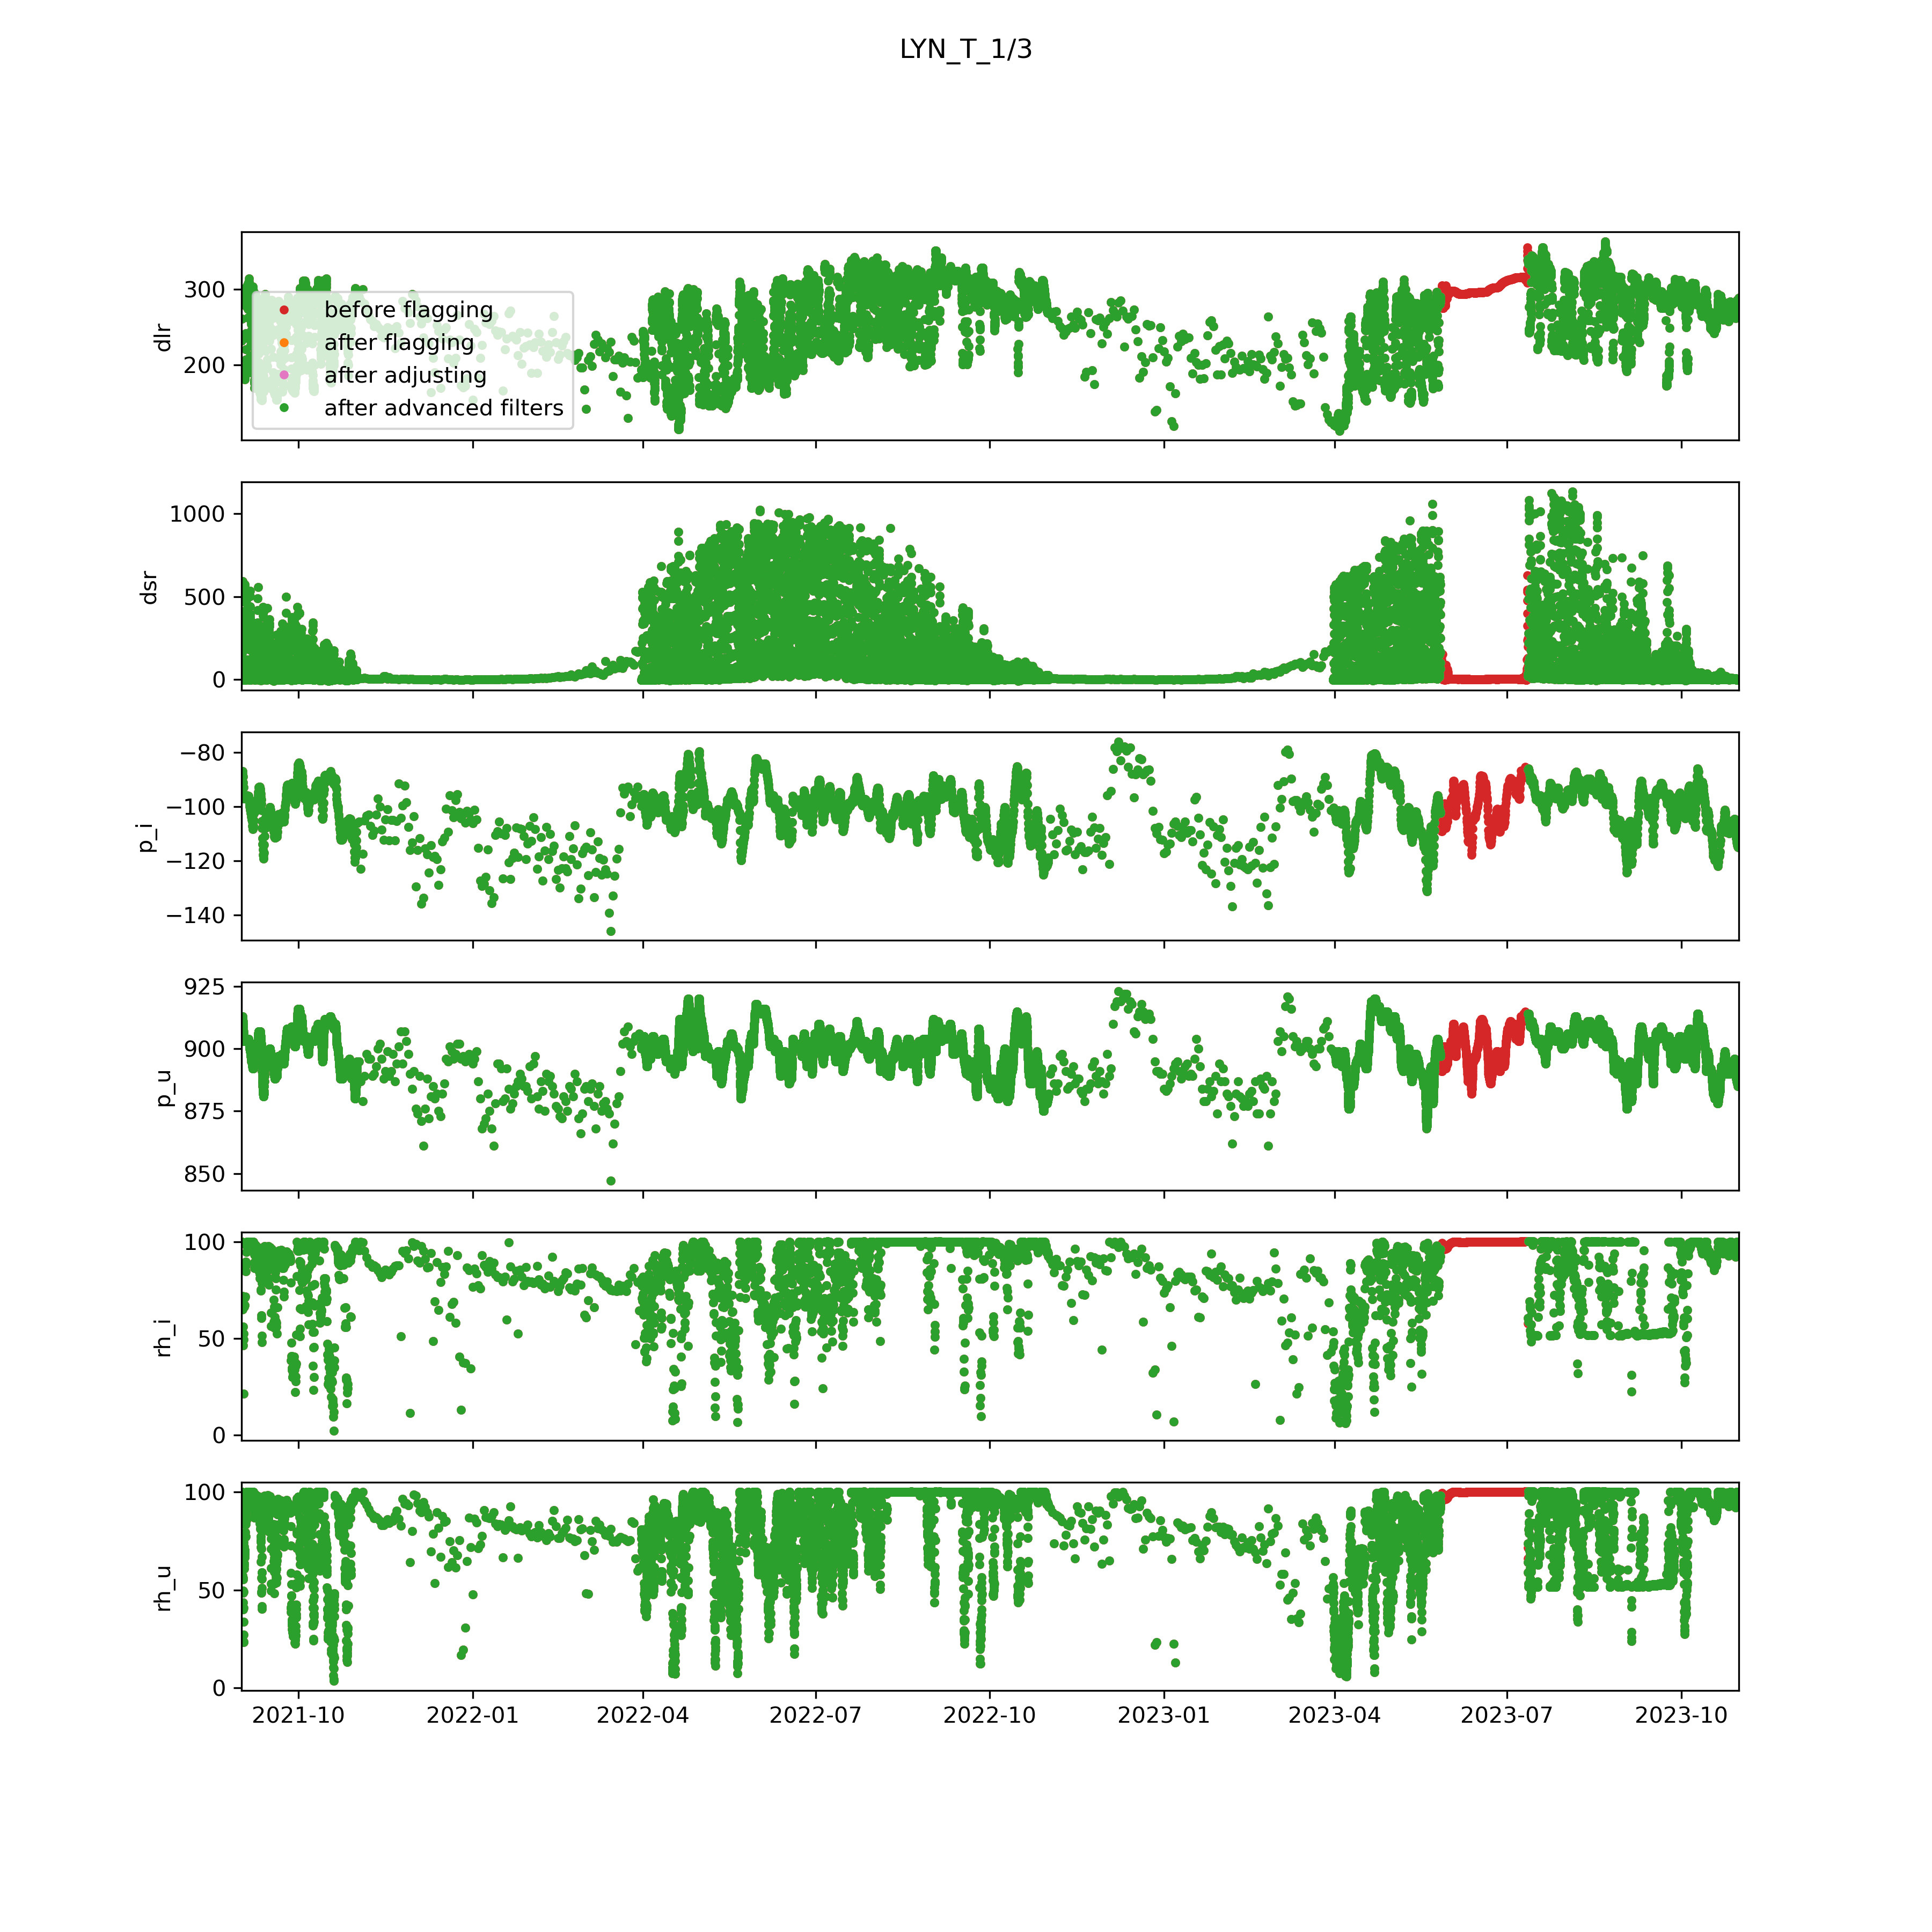 LYN_T_1/3
300
200
dlr
before flagging
after flagging
after adjusting
after advanced filters
1000
500
0
dsr
−80
−100
−120
−140
p_i
925
900
875
850
p_u
100
50
0
rh_i
100
50
0
rh_u
2021-10 2022-01 2022-04 2022-07 2022-10 2023-01 2023-04 2023-07 2023-10